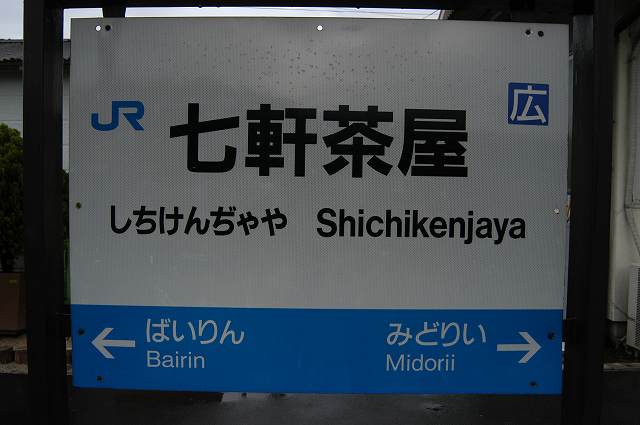 JR 七軒茶屋 広
しちけんぢゃや Shichikenjaya
← ばいりん みどりい →
Bairin Midorii